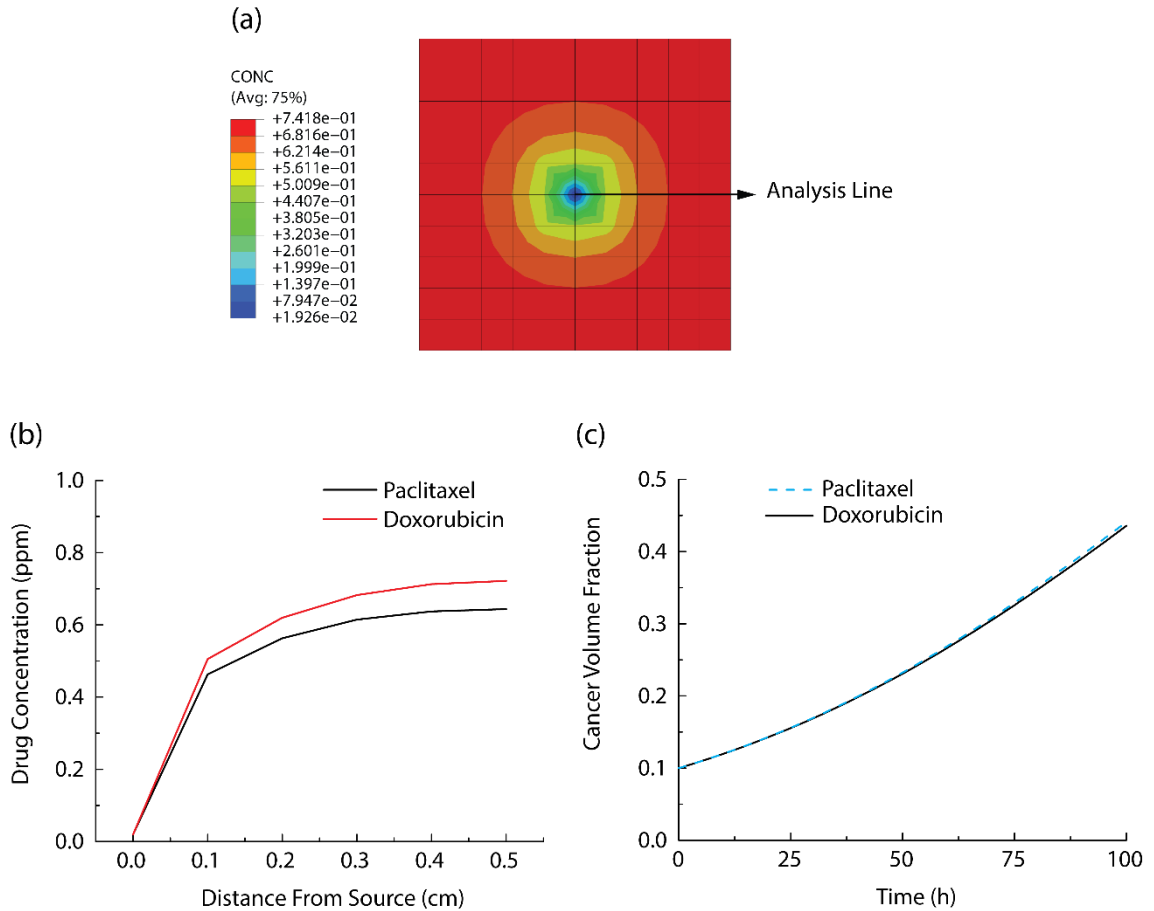 (a)
CONC
(Avg: 75%)
+7.418e−01
+6.816e−01
+6.214e−01
+5.611e−01
+5.009e−01
+4.407e−01
+3.805e−01
+3.203e−01
+2.601e−01
+1.999e−01
+1.397e−01
+7.947e−02
+1.926e−02
Analysis Line
(b)
Drug Concentration (ppm)
1.0
0.8
0.6
0.4
0.2
0.0
Paclitaxel
Doxorubicin
0.0 0.1 0.2 0.3 0.4 0.5
Distance From Source (cm)
(c)
Cancer Volume Fraction
0.5
0.4
0.3
0.2
0.1
0.0
Paclitaxel
Doxorubicin
0 25 50 75 100
Time (h)